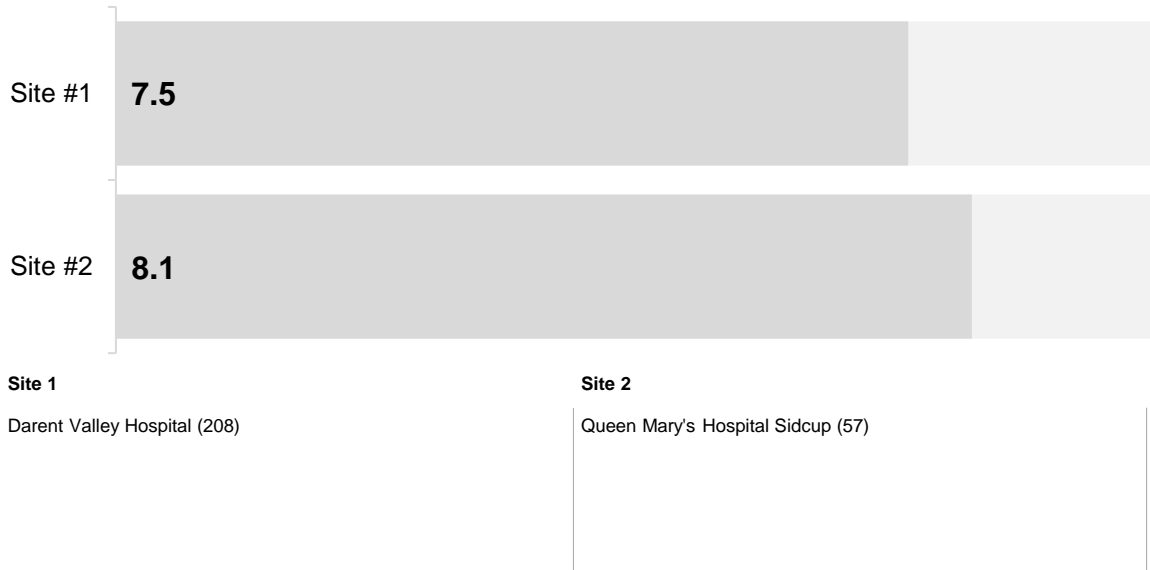 Site #1
7.5
Site #2
8.1
Site 1
Site 2
Darent Valley Hospital (208)
Queen Mary's Hospital Sidcup (57)